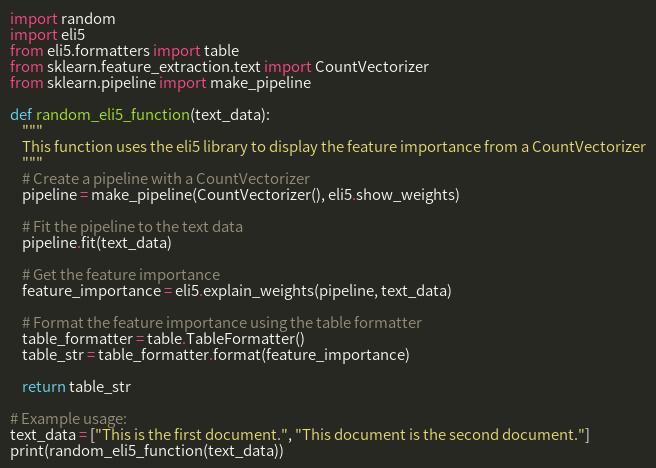 import random
import eli5
from eli5.formatters import table
from sklearn.feature_extraction.text import CountVectorizer
from sklearn.pipeline import make_pipeline

def random_eli5_function(text_data):
    """
    This function uses the eli5 library to display the feature importance from a CountVectorizer
    """
    # Create a pipeline with a CountVectorizer
    pipeline = make_pipeline(CountVectorizer(), eli5.show_weights)

    # Fit the pipeline to the text data
    pipeline.fit(text_data)

    # Get the feature importance
    feature_importance = eli5.explain_weights(pipeline, text_data)

    # Format the feature importance using the table formatter
    table_formatter = table.TableFormatter()
    table_str = table_formatter.format(feature_importance)

    return table_str

# Example usage:
text_data = ["This is the first document.", "This document is the second document."]
print(random_eli5_function(text_data))